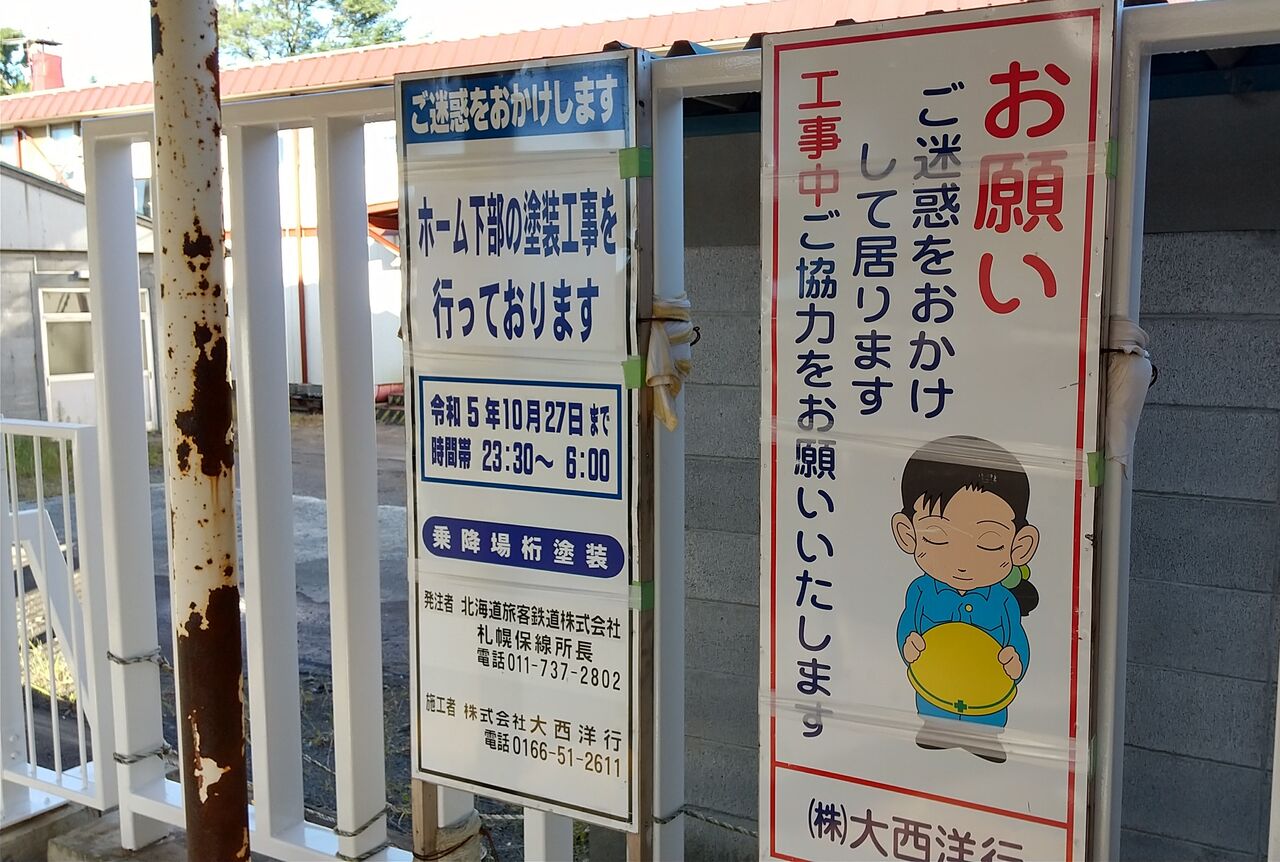 ご迷惑をおかけします
ホーム下部の塗装工事を
行っております
令和5年10月27日まで
時間帯 23:30～ 6:00
乗降場桁塗装
発注者 北海道旅客鉄道株式会社
札幌保線所長
電話011-737-2802
施工者 株式会社大西洋行
電話0166-51-2611
お願い
ご迷惑をおかけ
して居ります
工事中ご協力をお願いいたします
(株)大西洋行